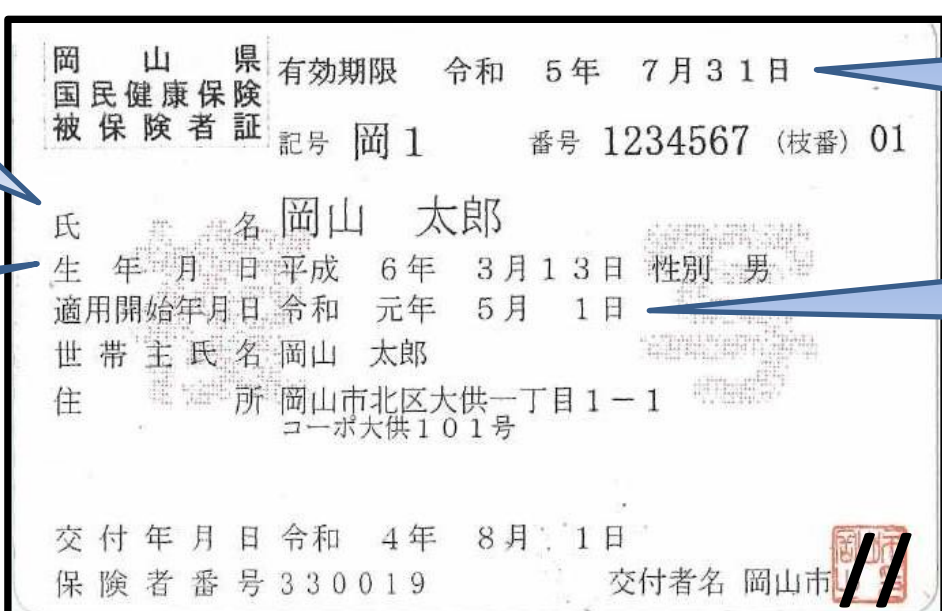 岡山県
国民健康保険
被保険者証
有効期限 令和 5年 7月31日
記号 岡1 番号 1234567 (枝番) 01
氏名 岡山 太郎
生年月日 平成 6年 3月13日 性別 男
適用開始年月日 令和 元年 5月 1日
世帯主氏名 岡山 太郎
住所 岡山市北区大供一丁目1-1
コーポ大供101号
交付年月日 令和 4年 8月 1日
保険者番号 330019 交付者名 岡山市